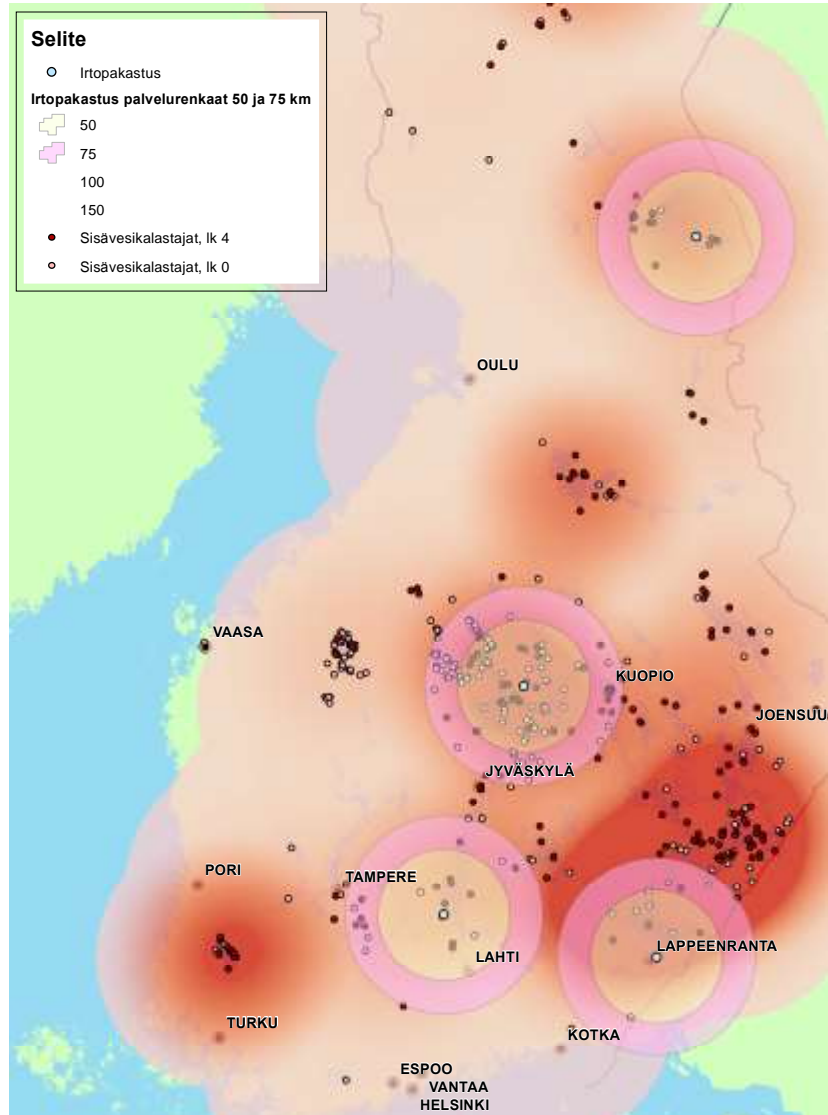 Selite
Irtopakastus
Irtopakastus palvelurenkaat 50 ja 75 km
50
75
100
150
Sisävesikalastajat, lk 4
Sisävesikalastajat, lk 0
OULU
VAASA
KUOPIO
JOENSUU
JYVÄSKYLÄ
PORI
TAMPERE
LAHTI
LAPPEENRANTA
TURKU
KOTKA
ESPOO
VANTAA
HELSINKI